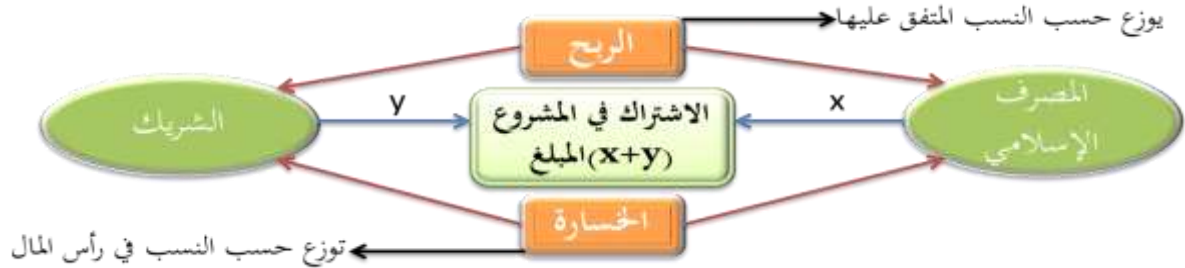 يوزع حسب النسب المتفق عليها
الربح
المصرف
الإسلامي
x
الاشتراك في المشروع
المبلغ(x+y)
y
الشريك
الخسارة
توزع حسب النسب في رأس المال